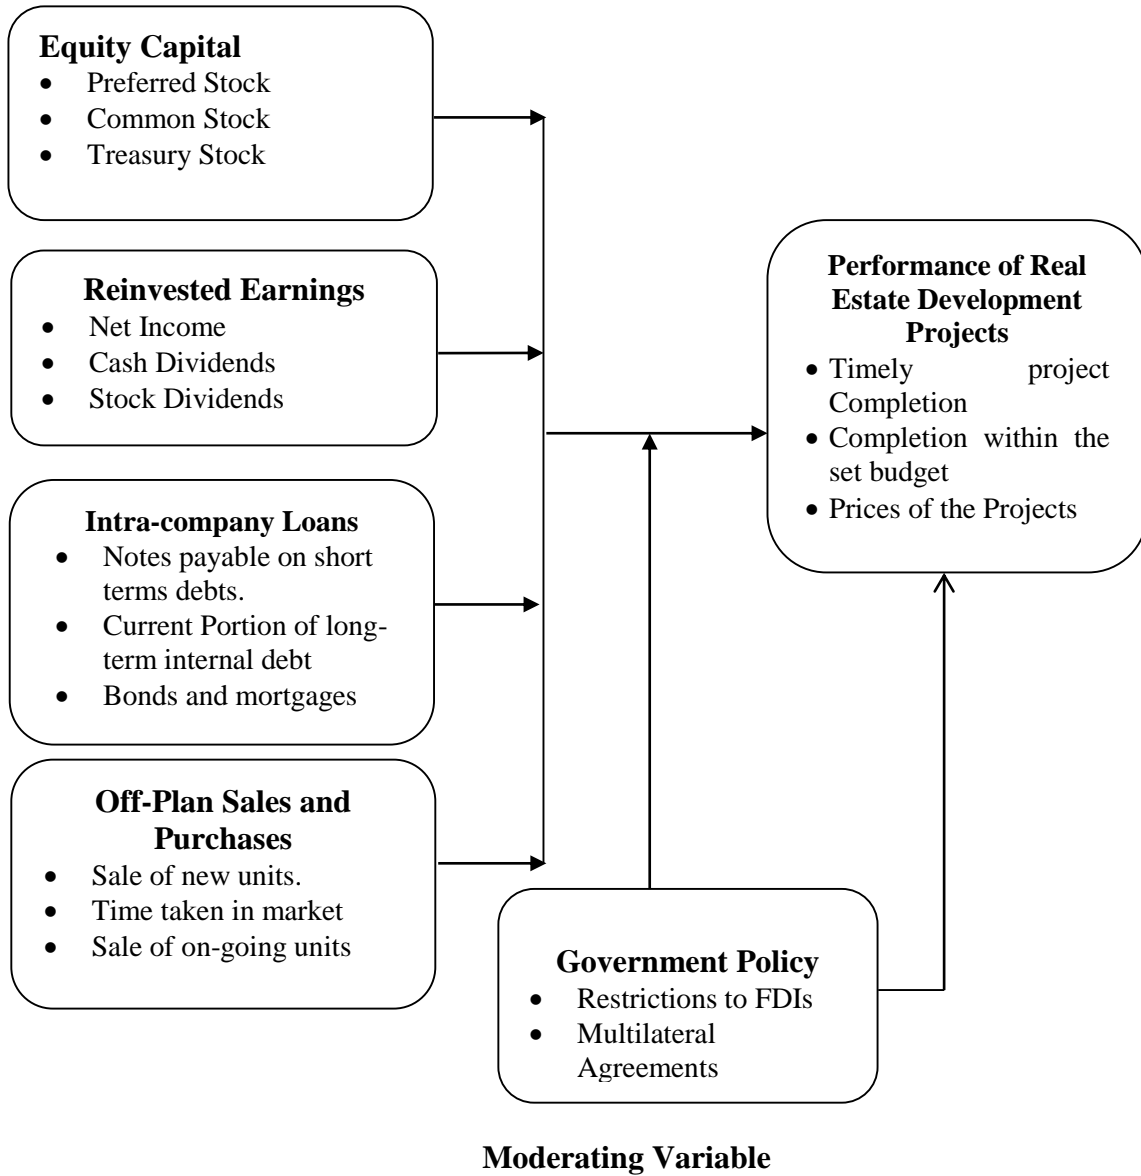 Equity Capital
• Preferred Stock
• Common Stock
• Treasury Stock
Reinvested Earnings
• Net Income
• Cash Dividends
• Stock Dividends
Intra-company Loans
• Notes payable on short
terms debts.
• Current Portion of long-
term internal debt
• Bonds and mortgages
Off-Plan Sales and
Purchases
• Sale of new units.
• Time taken in market
• Sale of on-going units
Performance of Real
Estate Development
Projects
• Timely project
Completion
• Completion within the
set budget
• Prices of the Projects
Government Policy
• Restrictions to FDIs
• Multilateral
Agreements
Moderating Variable